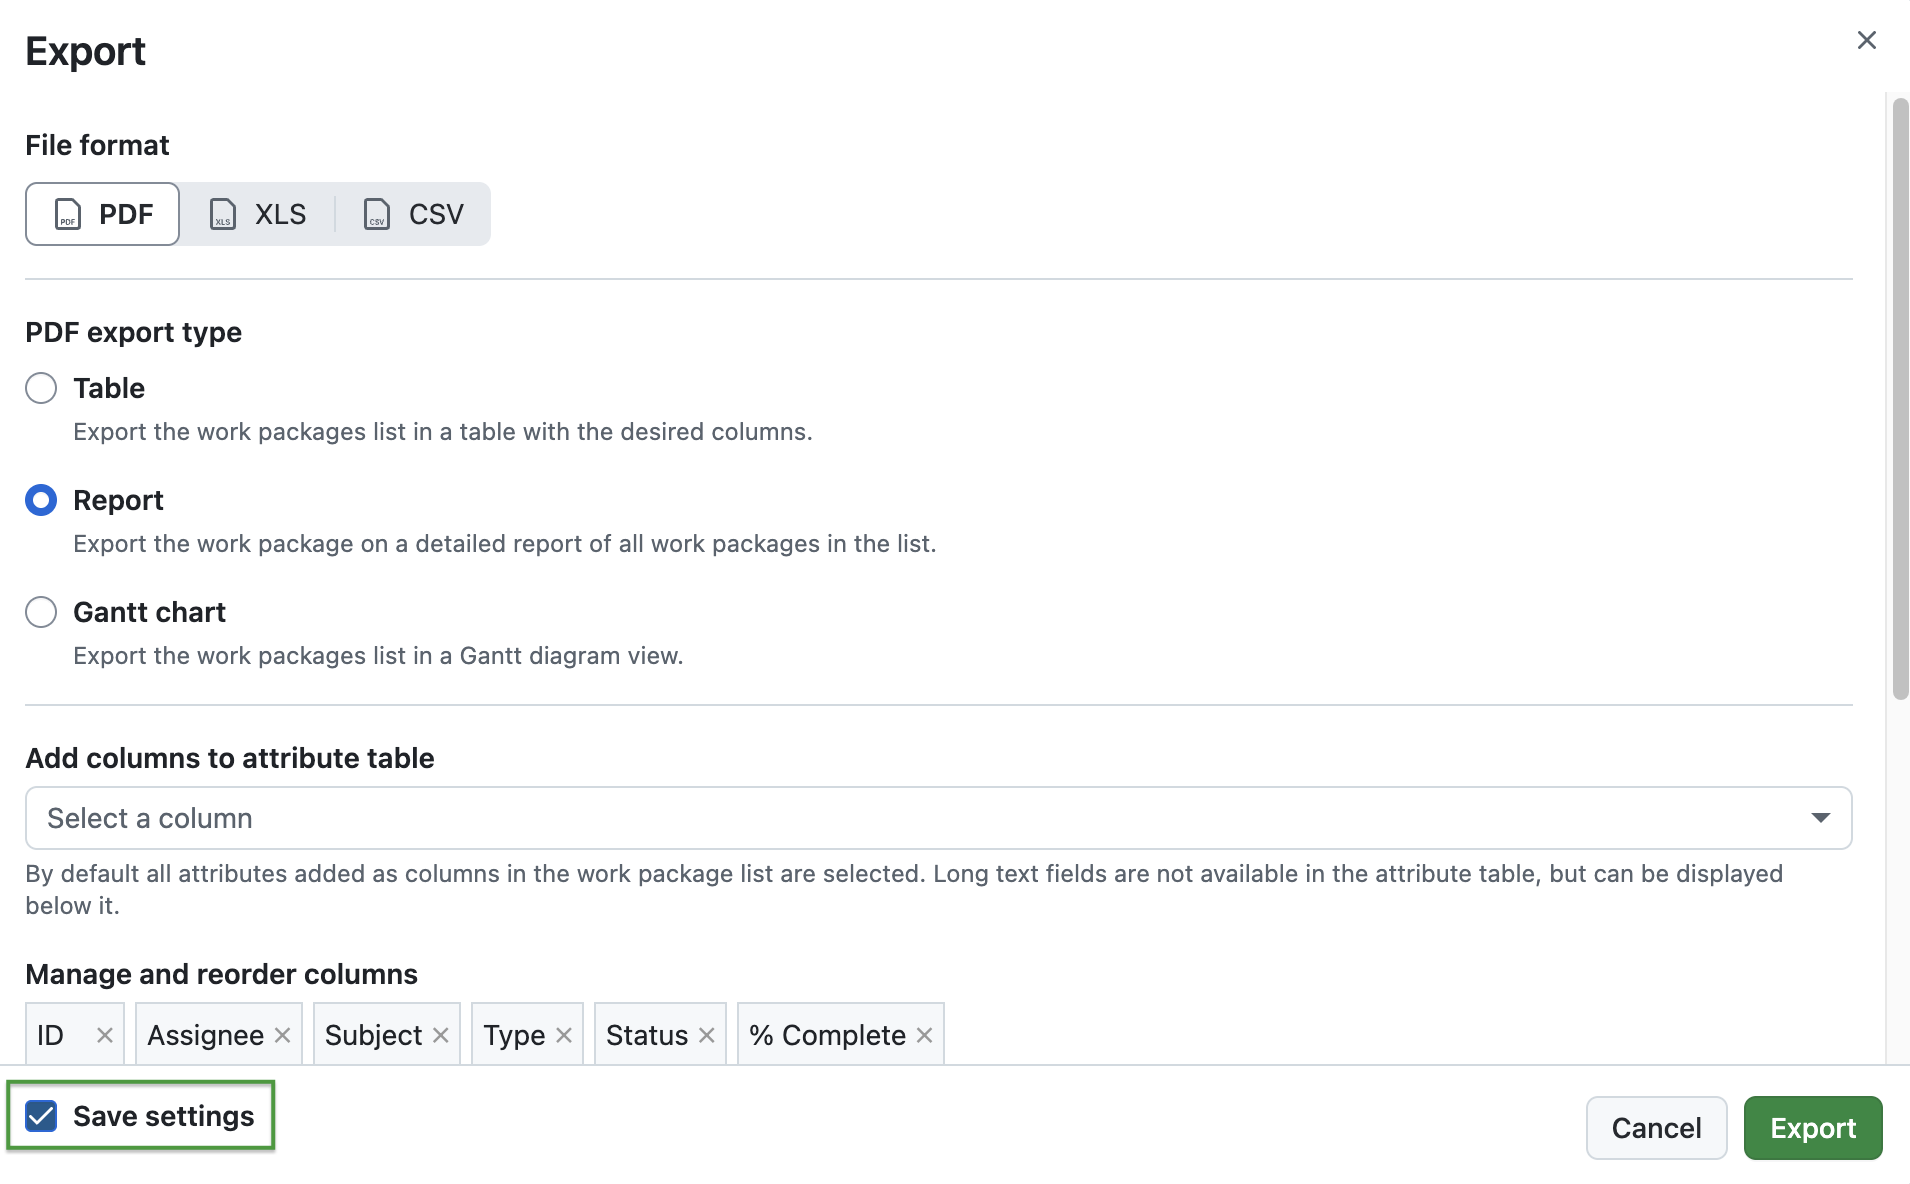 Export
File format
PDF PDF XLS XLS CSV CSV
PDF export type
Table
Export the work packages list in a table with the desired columns.
Report
Export the work package on a detailed report of all work packages in the list.
Gantt chart
Export the work packages list in a Gantt diagram view.
Add columns to attribute table
Select a column
By default all attributes added as columns in the work package list are selected. Long text fields are not available in the attribute table, but can be displayed
below it.
Manage and reorder columns
ID Assignee Subject Type Status % Complete
Save settings
Cancel Export